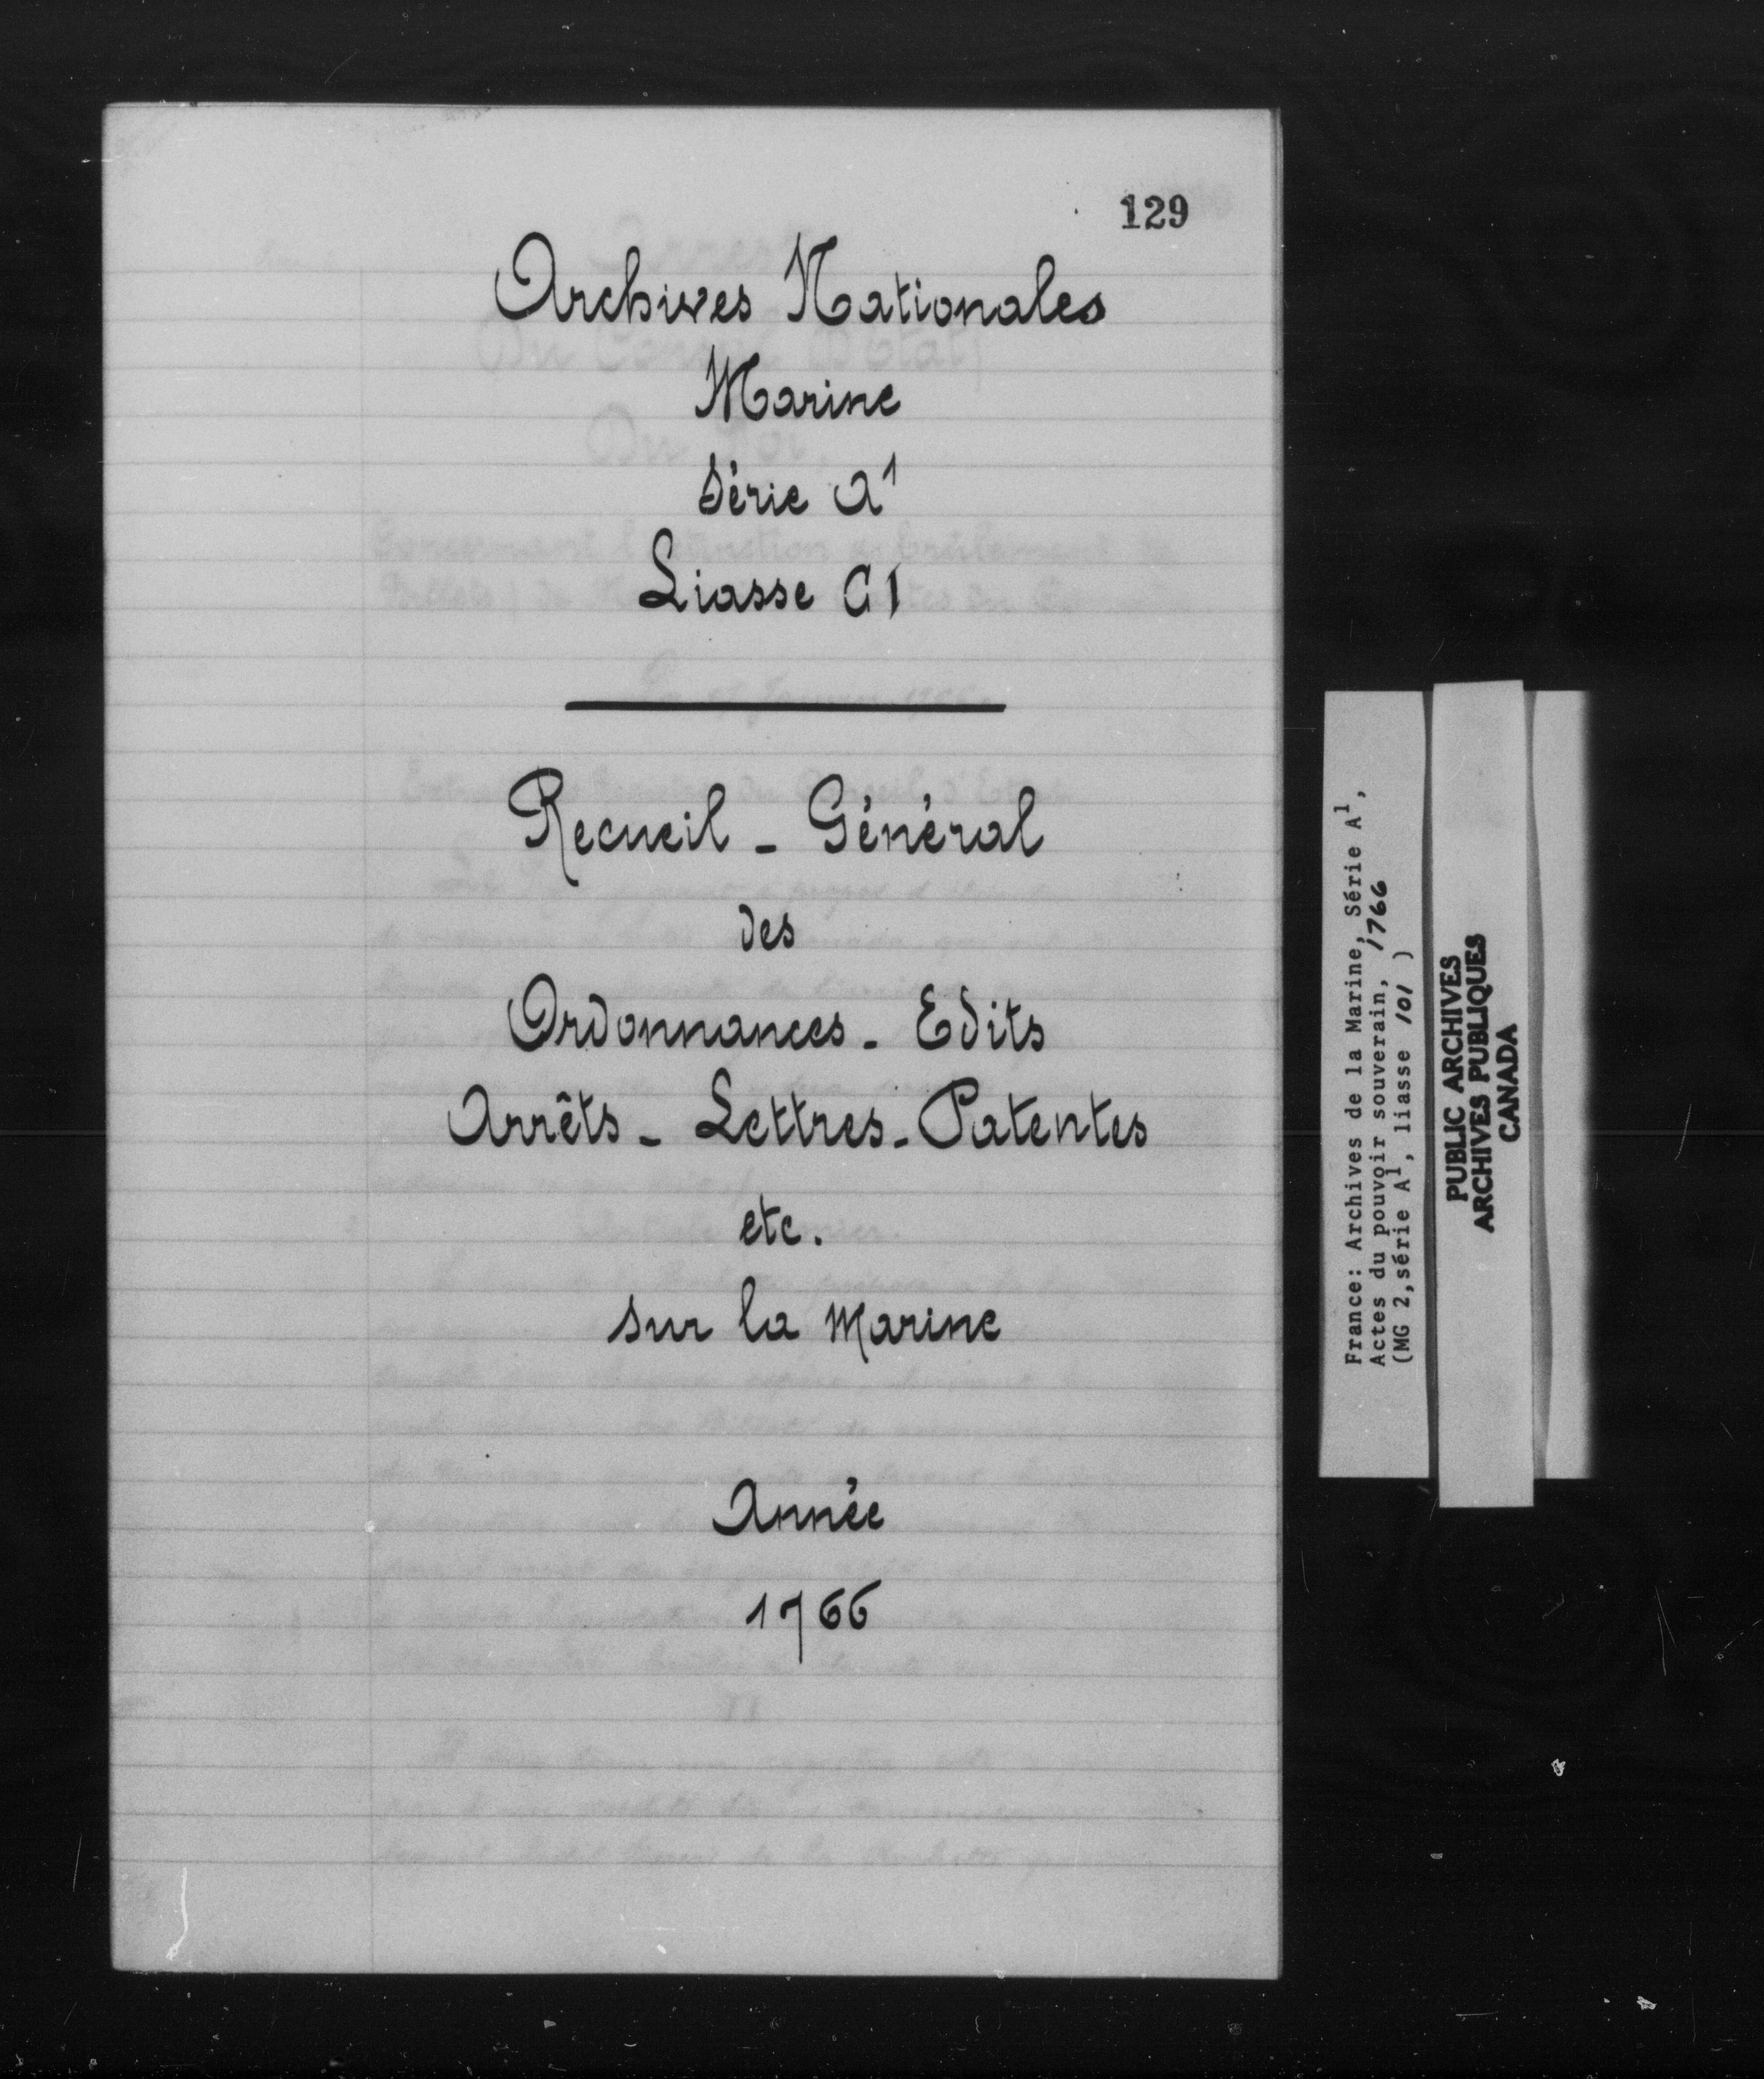 129
Archives Nationales
Marine
Série A¹
Liasse CI
Recueil - Général
des
Ordonnances - Edits
Arrêts - Lettres - Patentes
etc.
sur la Marine
Année
1766
France: Archives de la Marine, Série A¹,
Actes du pouvoir souverain, 1766
(MG 2, série A¹, liasse 101 )
PUBLIC ARCHIVES
ARCHIVES PUBLIQUES
CANADA